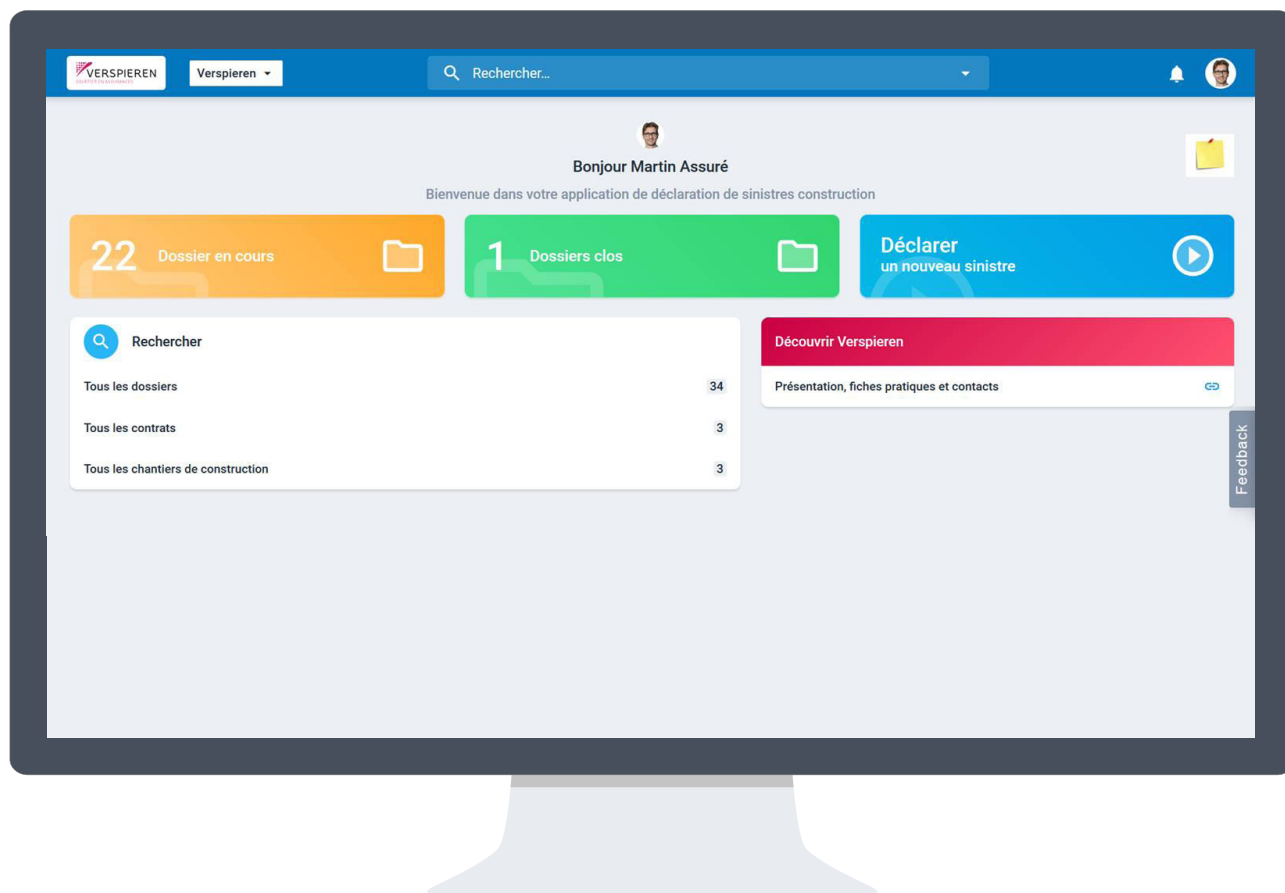 VERSPIEREN
Verspieren
Rechercher...
Bonjour Martin Assuré
Bienvenue dans votre application de déclaration de sinistres construction
22 Dossier en cours
1 Dossiers clos
Déclarer
un nouveau sinistre
Rechercher
Tous les dossiers 34
Tous les contrats 3
Tous les chantiers de construction 3
Découvrir Verspieren
Présentation, fiches pratiques et contacts
Feedback